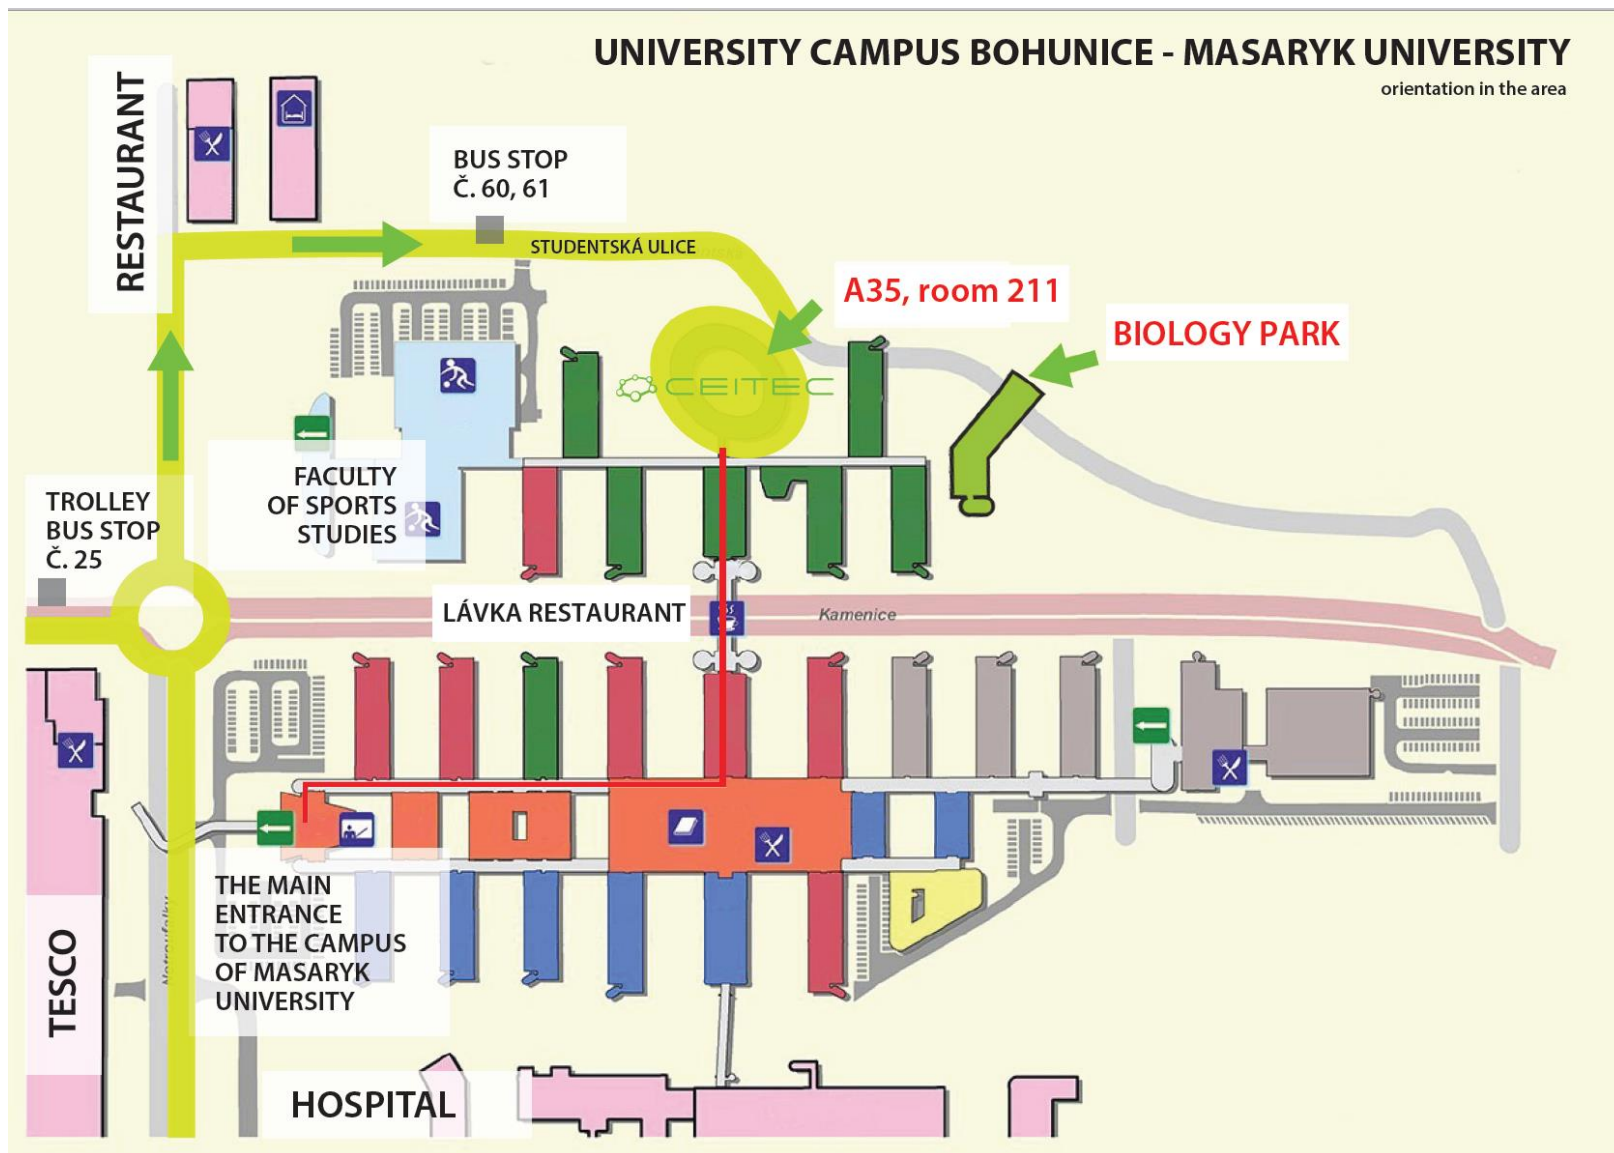 UNIVERSITY CAMPUS BOHUNICE - MASARYK UNIVERSITY
orientation in the area
RESTAURANT
BUS STOP
Č. 60, 61
STUDENTSKÁ ULICE
A35, room 211
BIOLOGY PARK
CEITEC
FACULTY
OF SPORTS
STUDIES
TROLLEY
BUS STOP
Č. 25
LÁVKA RESTAURANT
Kamenice
THE MAIN
ENTRANCE
TO THE CAMPUS
OF MASARYK
UNIVERSITY
Netroufalky
TESCO
HOSPITAL